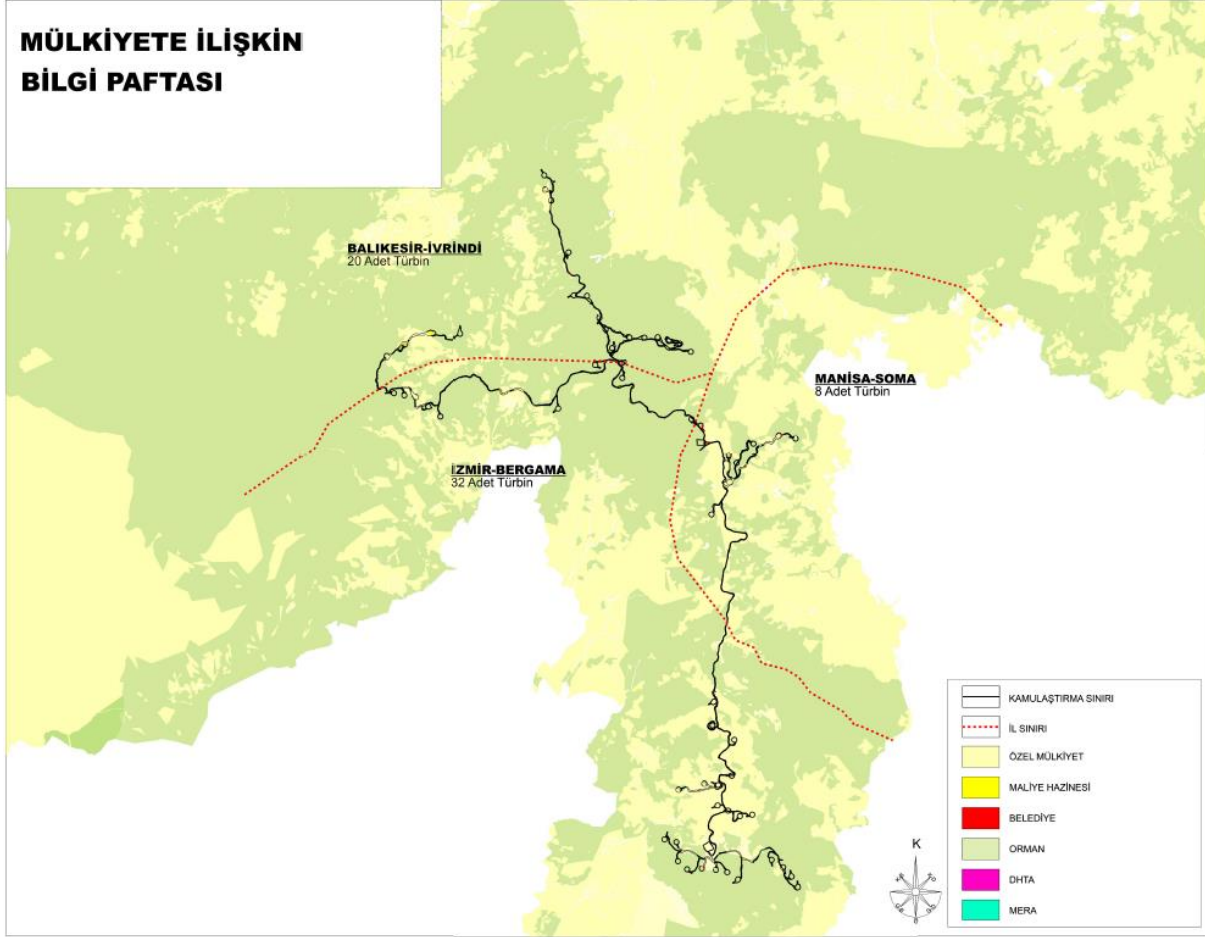 MÜLKİYETE İLİŞKİN
BİLGİ PAFTASI
BALIKESİR-İVRİNDİ
20 Adet Türbin
MANİSA-SOMA
8 Adet Türbin
İZMİR-BERGAMA
32 Adet Türbin
KAMULAŞTIRMA SINIRI
İL SINIRI
ÖZEL MÜLKİYET
MALİYE HAZİNESİ
BELEDİYE
ORMAN
DHTA
MERA
K